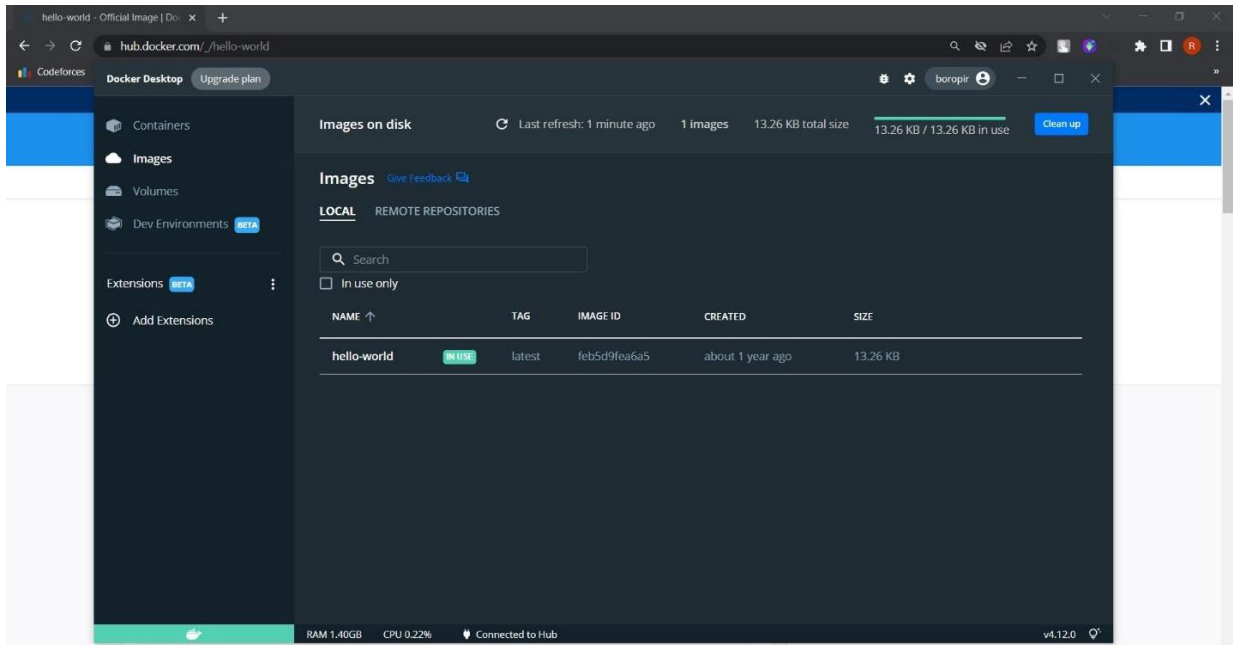 hello-world - Official Image | Do
hub.docker.com/_/hello-world
Codeforces
Docker Desktop Upgrade plan boropir
Containers
Images
Volumes
Dev Environments BETA
Extensions BETA
Add Extensions
Images on disk Last refresh: 1 minute ago 1 images 13.26 KB total size 13.26 KB / 13.26 KB in use Clean up
Images Give Feedback
LOCAL REMOTE REPOSITORIES
Search
In use only
NAME TAG IMAGE ID CREATED SIZE
hello-world IN USE latest feb5d9fea6a5 about 1 year ago 13.26 KB
RAM 1.40GB CPU 0.22% Connected to Hub v4.12.0